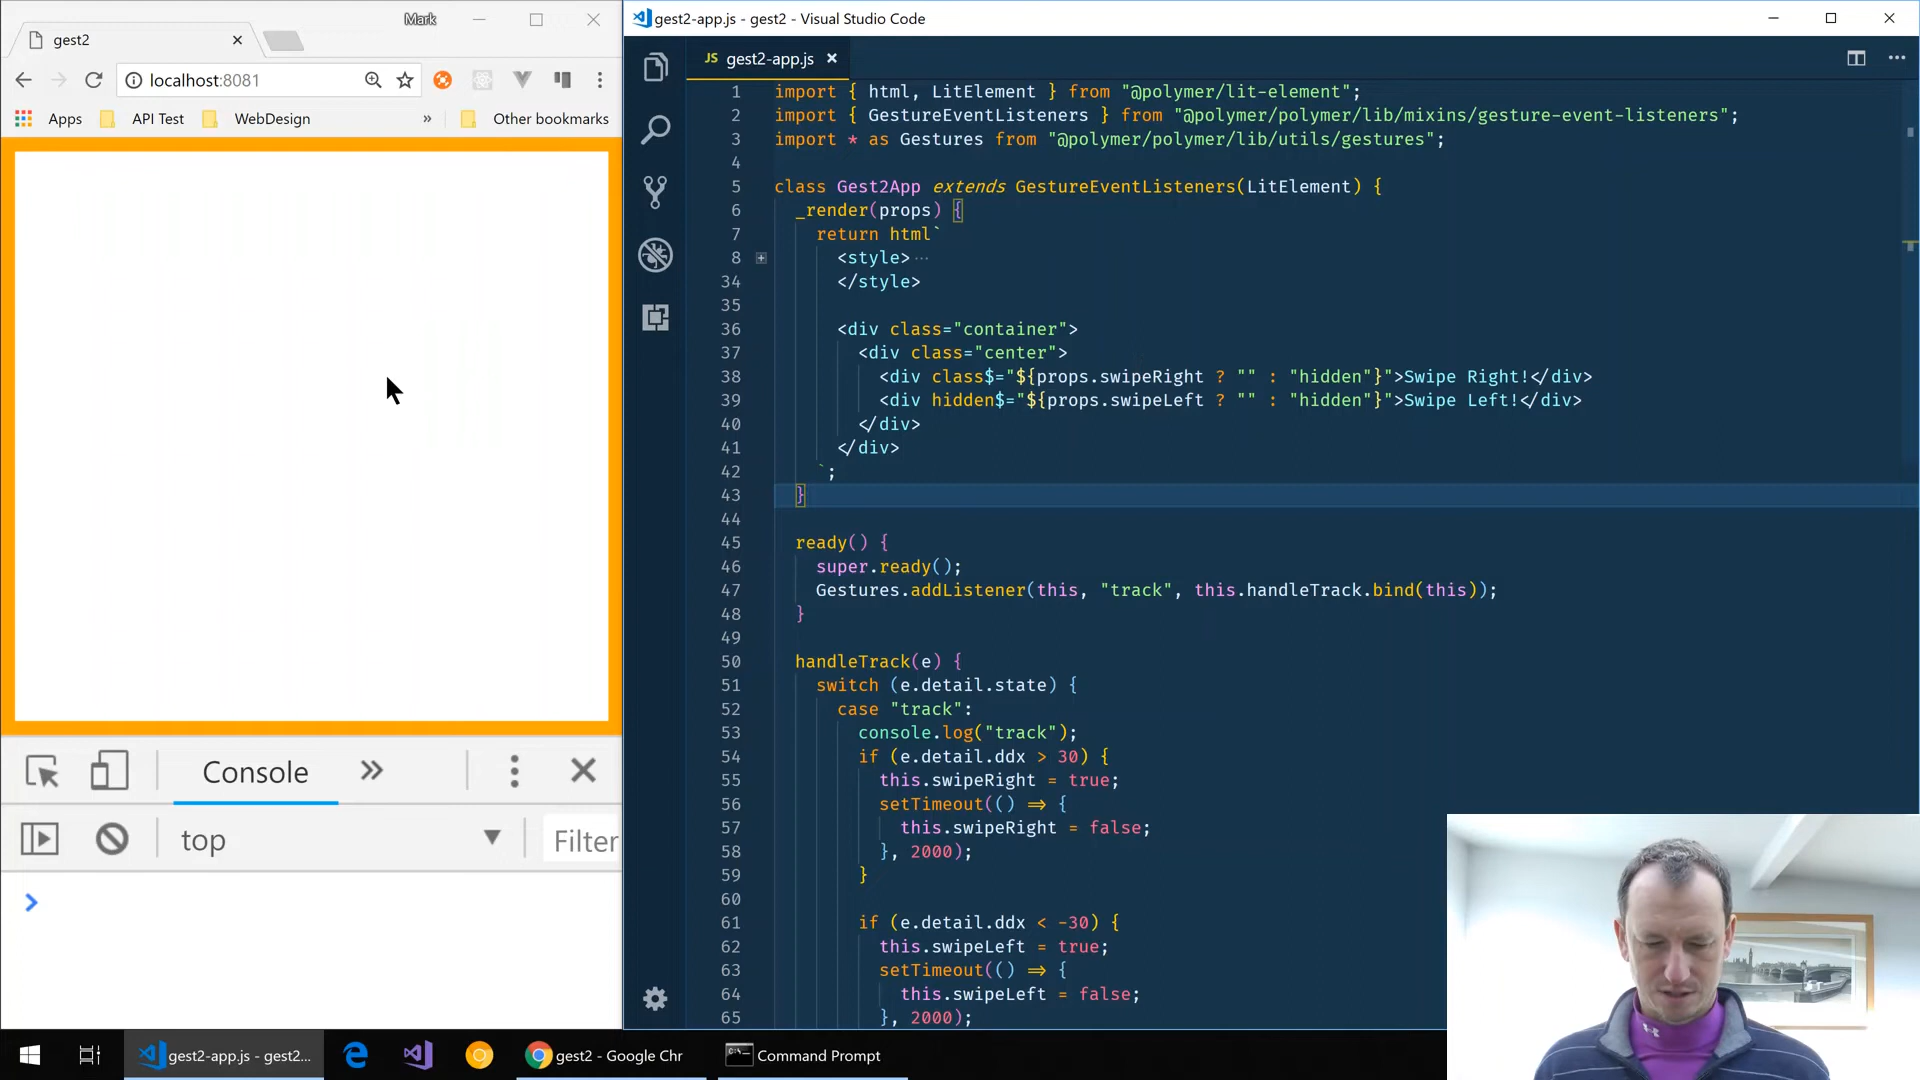 Mark
gest2
localhost:8081
Apps
API Test
WebDesign
»
Other bookmarks
Console
top
Filter
gest2-app.js - gest2 - Visual Studio Code
JS gest2-app.js
1 import { html, LitElement } from "@polymer/lit-element";
2 import { GestureEventListeners } from "@polymer/polymer/lib/mixins/gesture-event-listeners";
3 import * as Gestures from "@polymer/polymer/lib/utils/gestures";
4
5 class Gest2App extends GestureEventListeners(LitElement) {
6 _render(props) {
7 return html`
8 <style>···
34 </style>
35
36 <div class="container">
37 <div class="center">
38 <div class$="${props.swipeRight ? "" : "hidden"}">Swipe Right!</div>
39 <div hidden$="${props.swipeLeft ? "" : "hidden"}">Swipe Left!</div>
40 </div>
41 </div>
42 `;
43 }
44
45 ready() {
46 super.ready();
47 Gestures.addListener(this, "track", this.handleTrack.bind(this));
48 }
49
50 handleTrack(e) {
51 switch (e.detail.state) {
52 case "track":
53 console.log("track");
54 if (e.detail.ddx > 30) {
55 this.swipeRight = true;
56 setTimeout(() => {
57 this.swipeRight = false;
58 }, 2000);
59 }
60
61 if (e.detail.ddx < -30) {
62 this.swipeLeft = true;
63 setTimeout(() => {
64 this.swipeLeft = false;
65 }, 2000);
gest2-app.js - gest2...
gest2 - Google Chr
Command Prompt